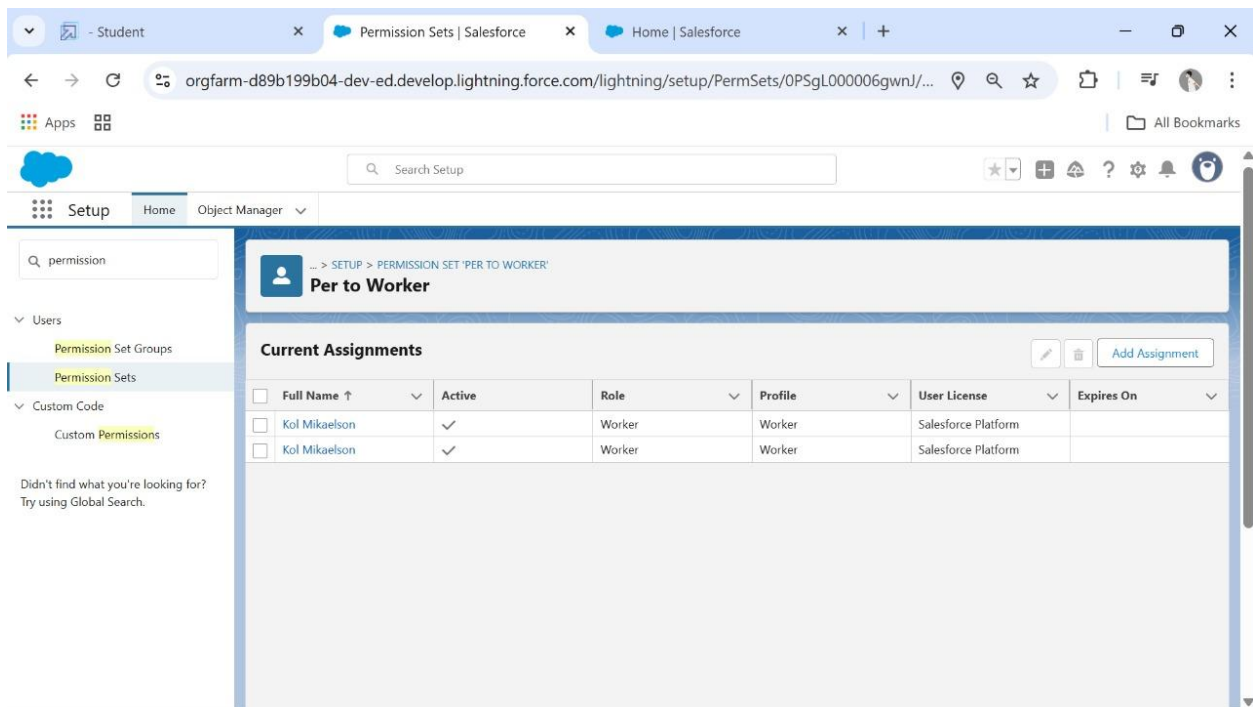 - Student
Permission Sets | Salesforce
Home | Salesforce
orgfarm-d89b199b04-dev-ed.develop.lightning.force.com/lightning/setup/PermSets/0PSgL000006gwnJ/...
Apps
All Bookmarks
Search Setup
Setup Home Object Manager
permission
... > SETUP > PERMISSION SET 'PER TO WORKER'
Per to Worker
Users
Permission Set Groups
Permission Sets
Custom Code
Custom Permissions
Didn't find what you're looking for?
Try using Global Search.
Current Assignments
Add Assignment
Full Name ↑ Active Role Profile User License Expires On
Kol Mikaelson Worker Worker Salesforce Platform
Kol Mikaelson Worker Worker Salesforce Platform